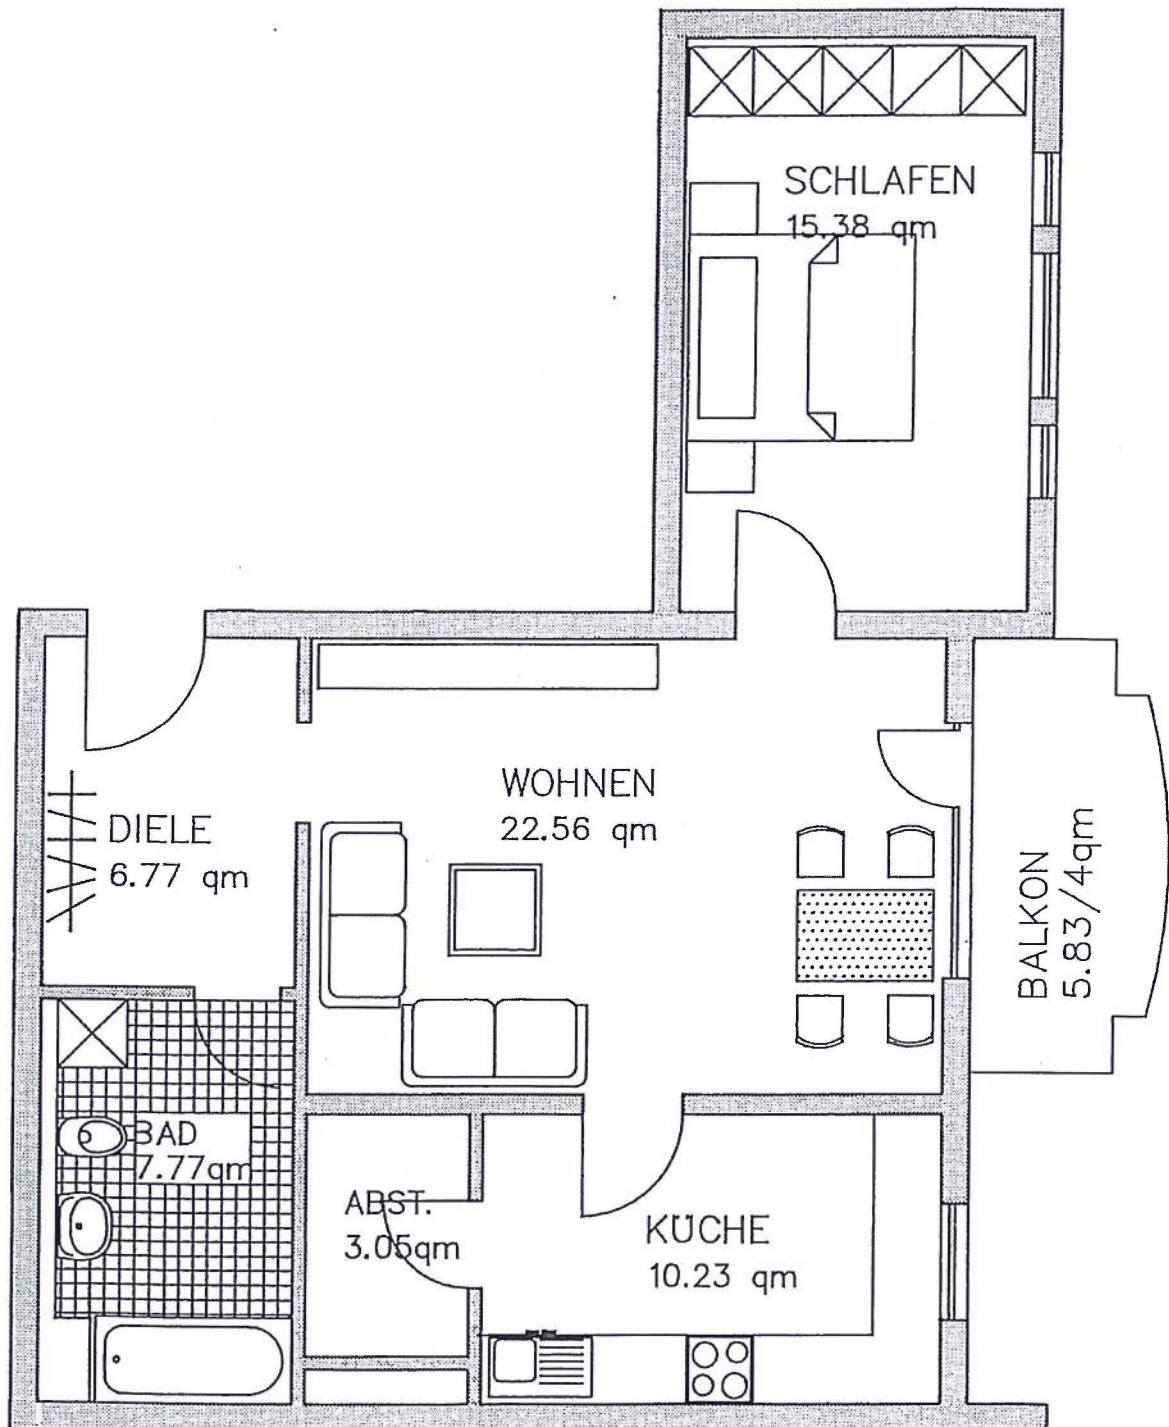 SCHLAFEN
15.38 qm
WOHNEN
22.56 qm
DIELE
6.77 qm
BALKON
5.83/4qm
BAD
7.77qm
ABST.
3.05qm
KÜCHE
10.23 qm